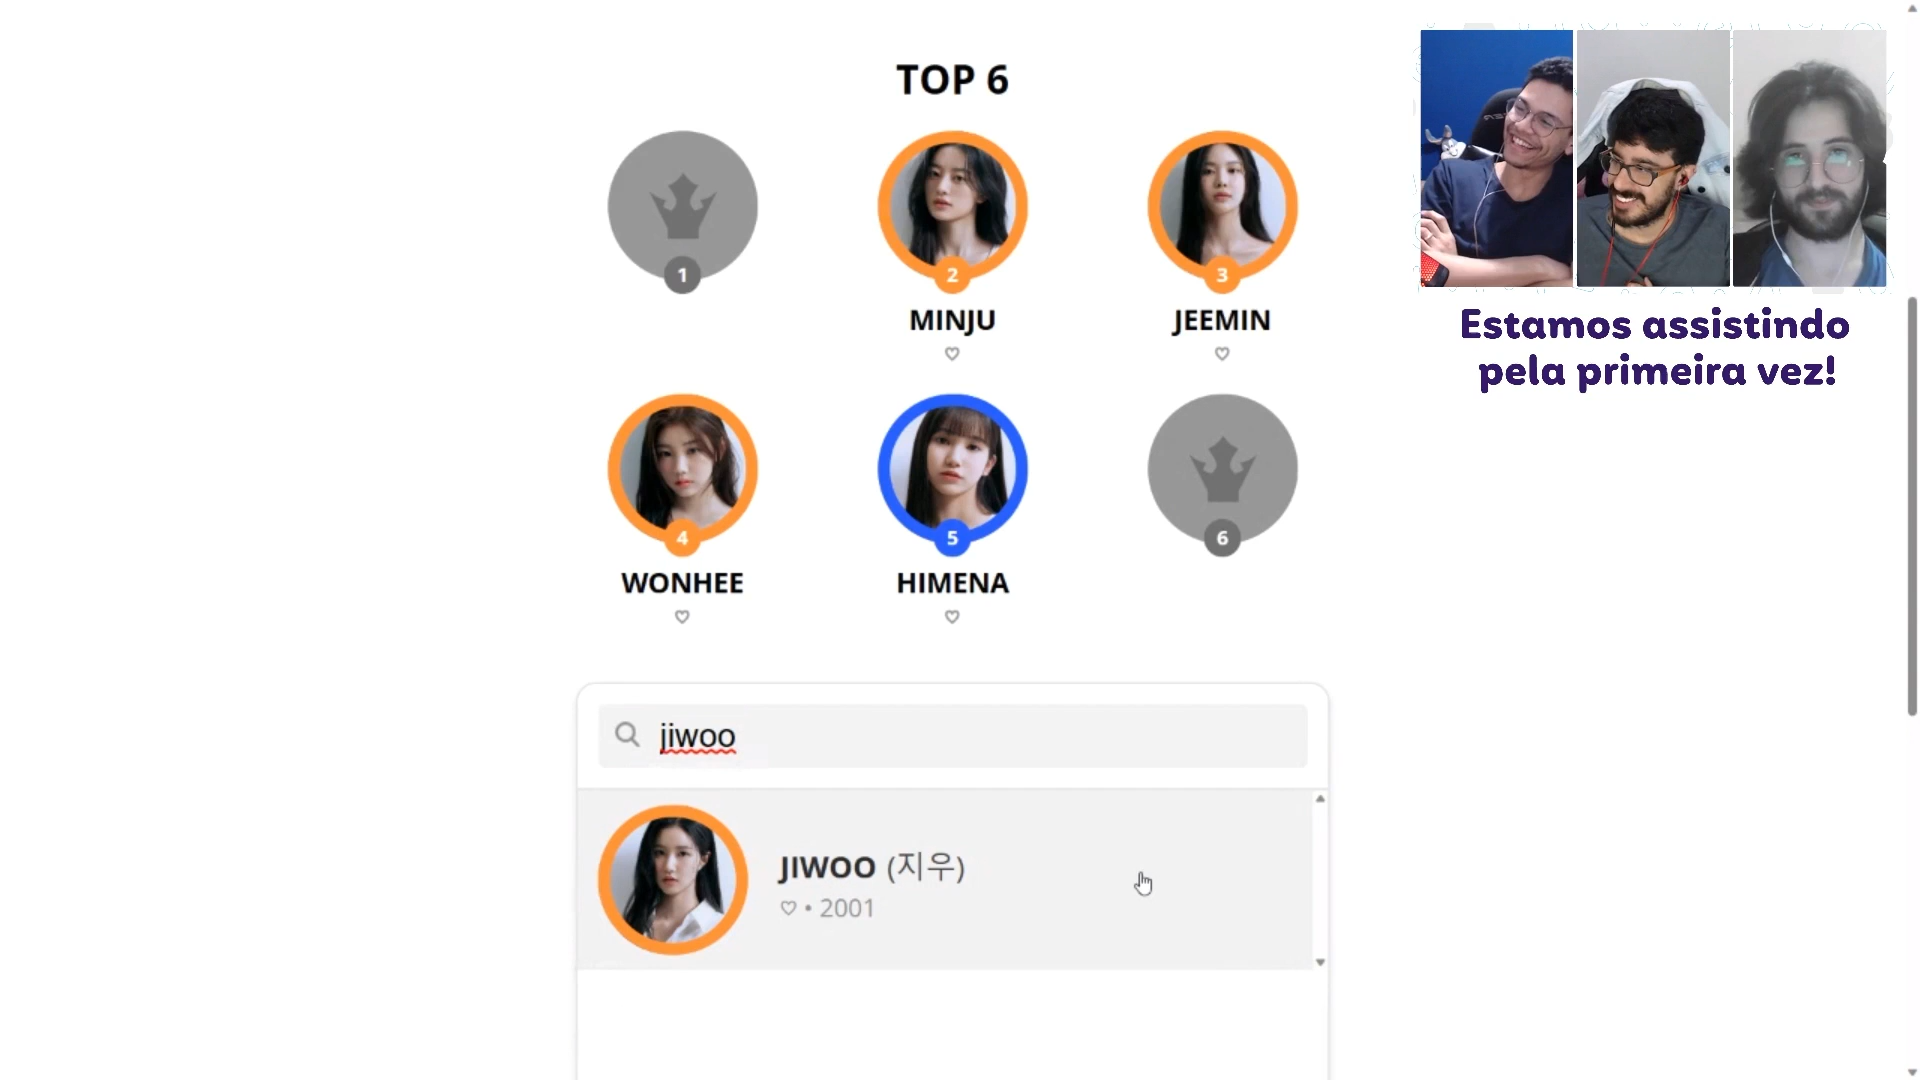 TOP 6
1
2
3
MINJU
JEEMIN
4
5
6
WONHEE
HIMENA
jiwoo
JIWOO (지우)
♡ • 2001
Estamos assistindo
pela primeira vez!